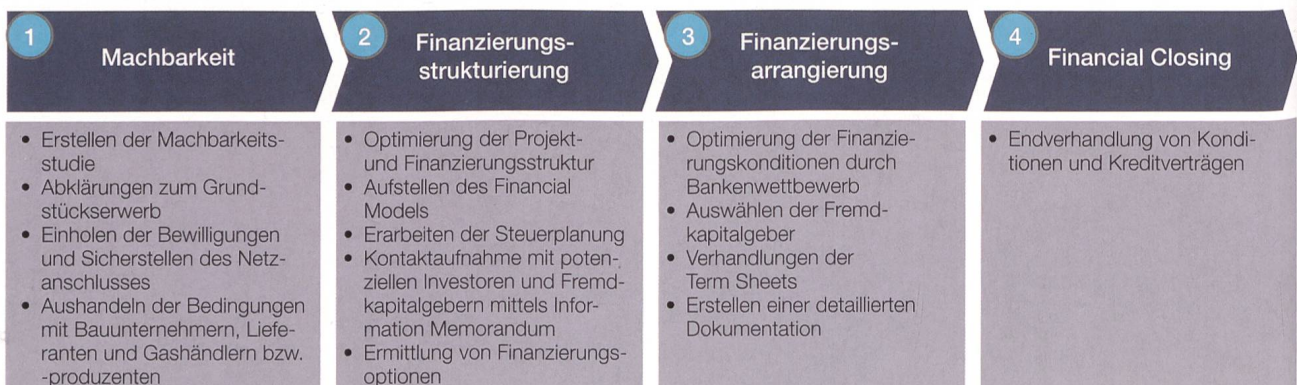 1
Machbarkeit
2
Finanzierungs-
strukturierung
3
Finanzierungs-
arrangierung
4
Financial Closing
• Erstellen der Machbarkeits-
studie
• Abklärungen zum Grund-
stückserwerb
• Einholen der Bewilligungen
und Sicherstellen des Netz-
anschlusses
• Aushandeln der Bedingungen
mit Bauunternehmern, Liefe-
ranten und Gashändlern bzw.
-produzenten
• Optimierung der Projekt-
und Finanzierungsstruktur
• Aufstellen des Financial
Models
• Erarbeiten der Steuerplanung
• Kontaktaufnahme mit poten-
ziellen Investoren und Fremd-
kapitalgebern mittels Infor-
mation Memorandum
• Ermittlung von Finanzierungs-
optionen
• Optimierung der Finanzie-
rungskonditionen durch
Bankenwettbewerb
• Auswählen der Fremd-
kapitalgeber
• Verhandlungen der
Term Sheets
• Erstellen einer detaillierten
Dokumentation
• Endverhandlung von Kondi-
tionen und Kreditverträgen